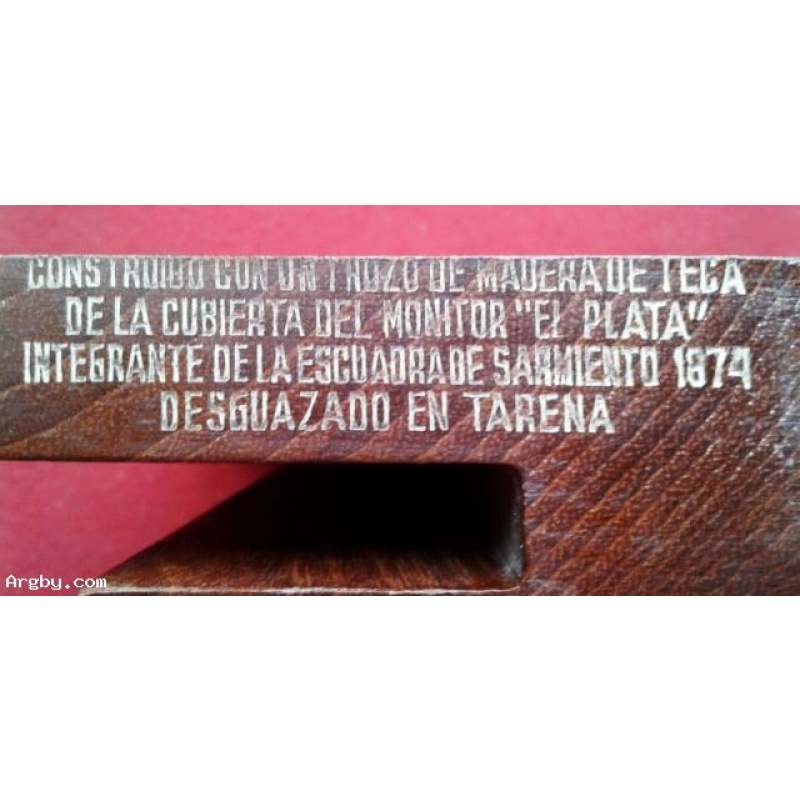 CONSTRUIDO CON UN TROZO DE MADERA DE TECA
DE LA CUBIERTA DEL MONITOR "EL PLATA"
INTEGRANTE DE LA ESCUADRA DE SARMIENTO 1874
DESGUAZADO EN TARENA
Argby.com